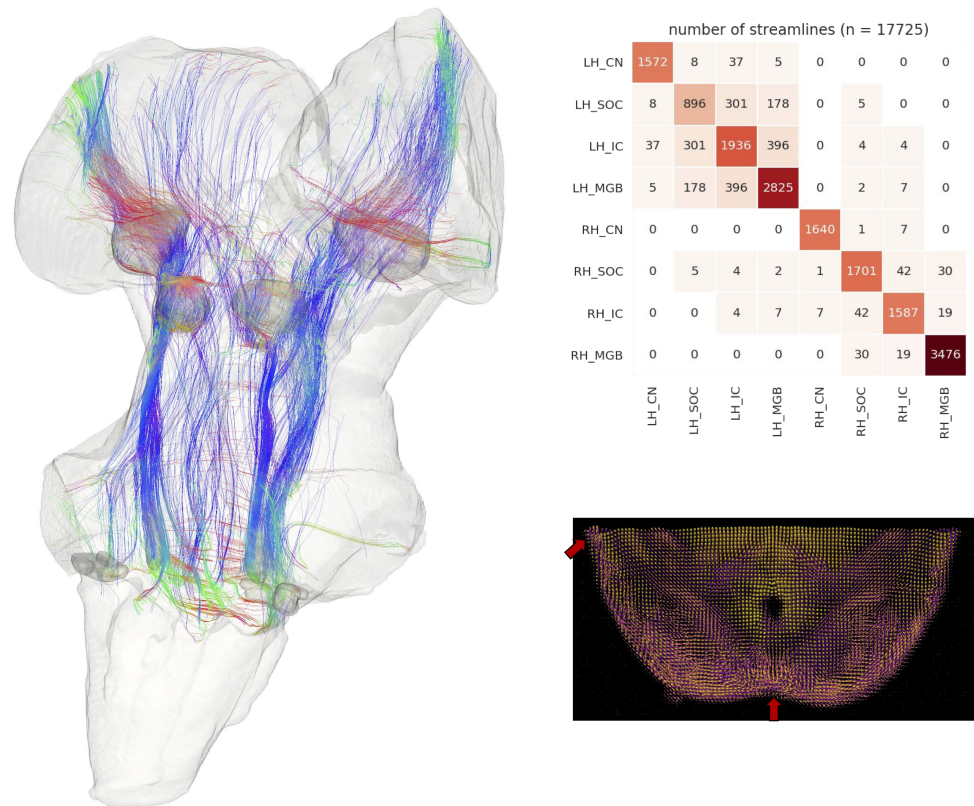 number of streamlines (n = 17725)
LH_CN 1572 8 37 5 0 0 0 0
LH_SOC 8 896 301 178 0 5 0 0
LH_IC 37 301 1936 396 0 4 4 0
LH_MGB 5 178 396 2825 0 2 7 0
RH_CN 0 0 0 0 1640 1 7 0
RH_SOC 0 5 4 2 1 1701 42 30
RH_IC 0 0 4 7 7 42 1587 19
RH_MGB 0 0 0 0 0 30 19 3476
LH_CN LH_SOC LH_IC LH_MGB RH_CN RH_SOC RH_IC RH_MGB